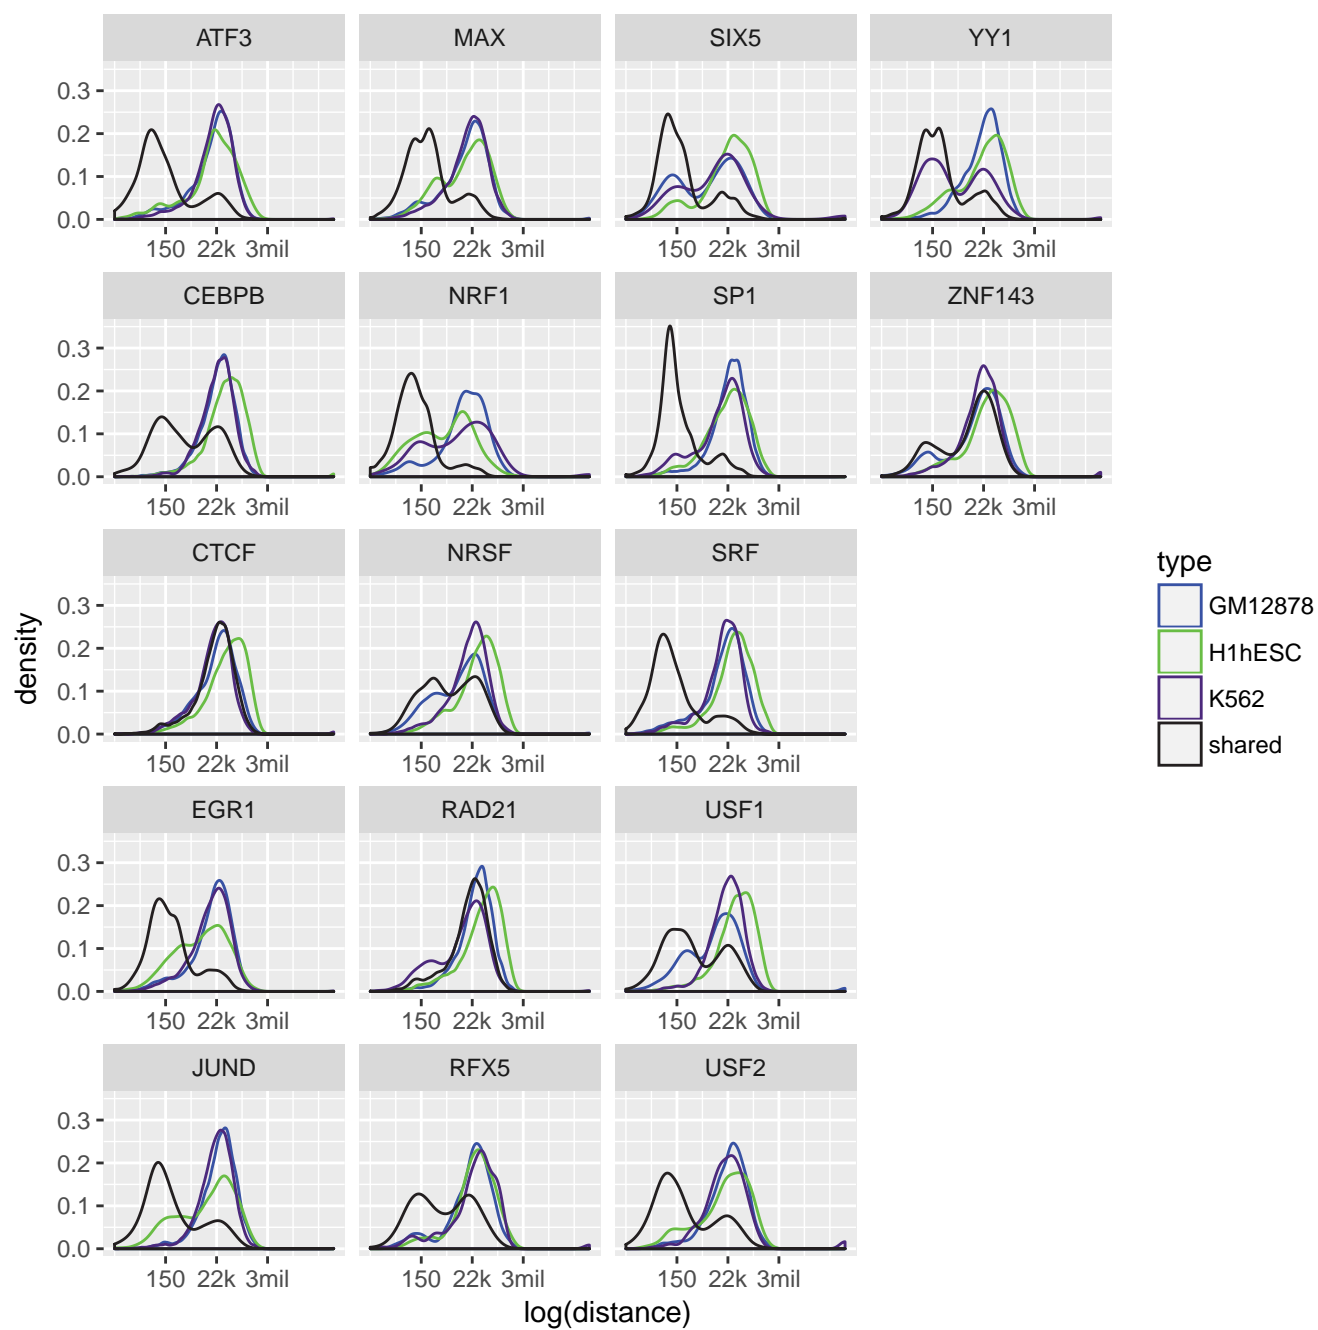 ATF3 MAX SIX5 YY1
0.3
0.2
0.1
0.0
150 22k 3mil 150 22k 3mil 150 22k 3mil 150 22k 3mil
CEBPB NRF1 SP1 ZNF143
0.3
0.2
0.1
0.0
150 22k 3mil 150 22k 3mil 150 22k 3mil 150 22k 3mil
CTCF NRSF SRF
0.3
0.2
0.1
0.0
150 22k 3mil 150 22k 3mil 150 22k 3mil
EGR1 RAD21 USF1
0.3
0.2
0.1
0.0
150 22k 3mil 150 22k 3mil 150 22k 3mil
JUND RFX5 USF2
0.3
0.2
0.1
0.0
150 22k 3mil 150 22k 3mil 150 22k 3mil
log(distance)
density
type
GM12878
H1hESC
K562
shared